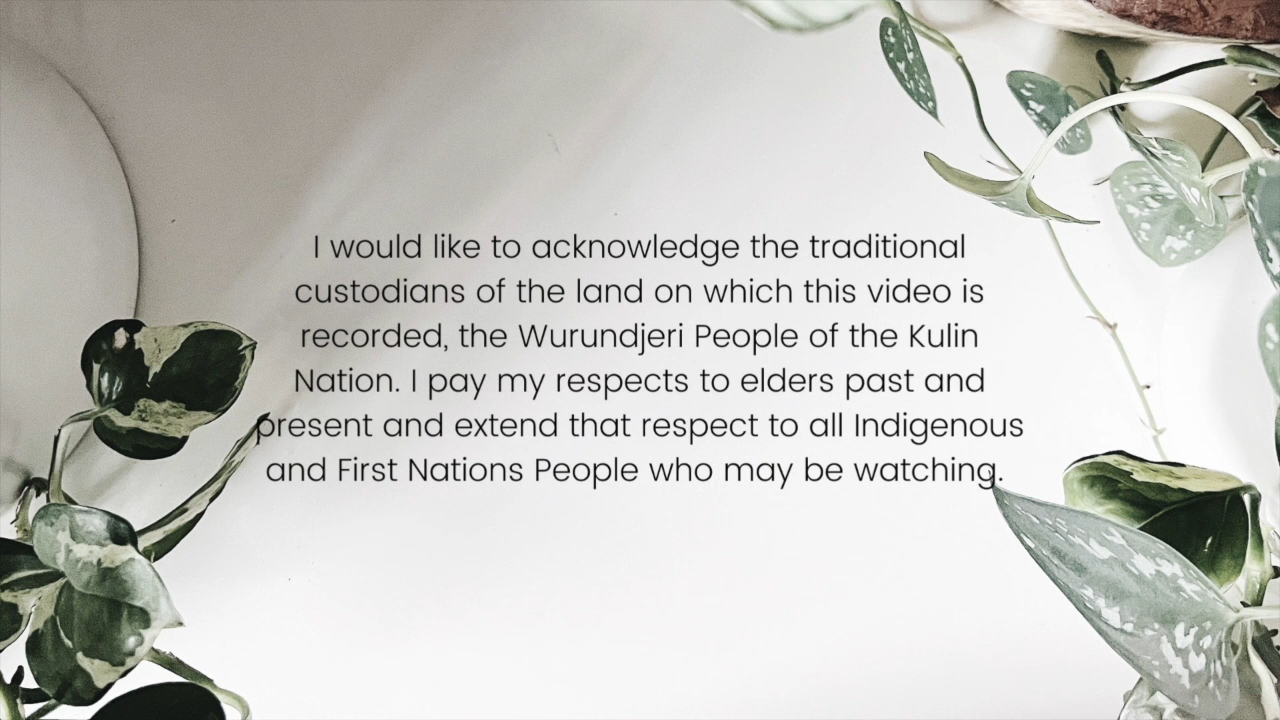 I would like to acknowledge the traditional
custodians of the land on which this video is
recorded, the Wurundjeri People of the Kulin
Nation. I pay my respects to elders past and
present and extend that respect to all Indigenous
and First Nations People who may be watching.